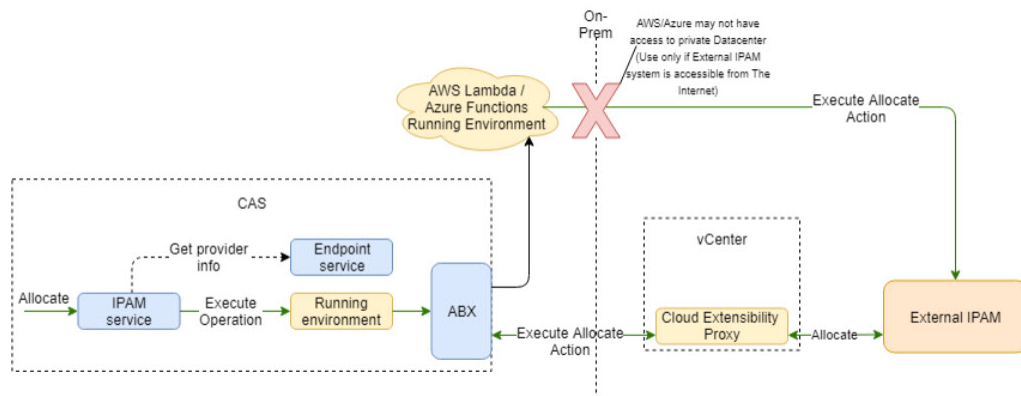 On-
Prem
AWS/Azure may not have
access to private Datacenter
(Use only if External IPAM
system is accessible from The
Internet)
AWS Lambda /
Azure Functions
Running Environment
Execute Allocate
Action
CAS
Get provider
info
Endpoint
service
Allocate
IPAM
service
Execute
Operation
Running
environment
ABX
Execute Allocate
Action
vCenter
Cloud Extensibility
Proxy
Allocate
External IPAM